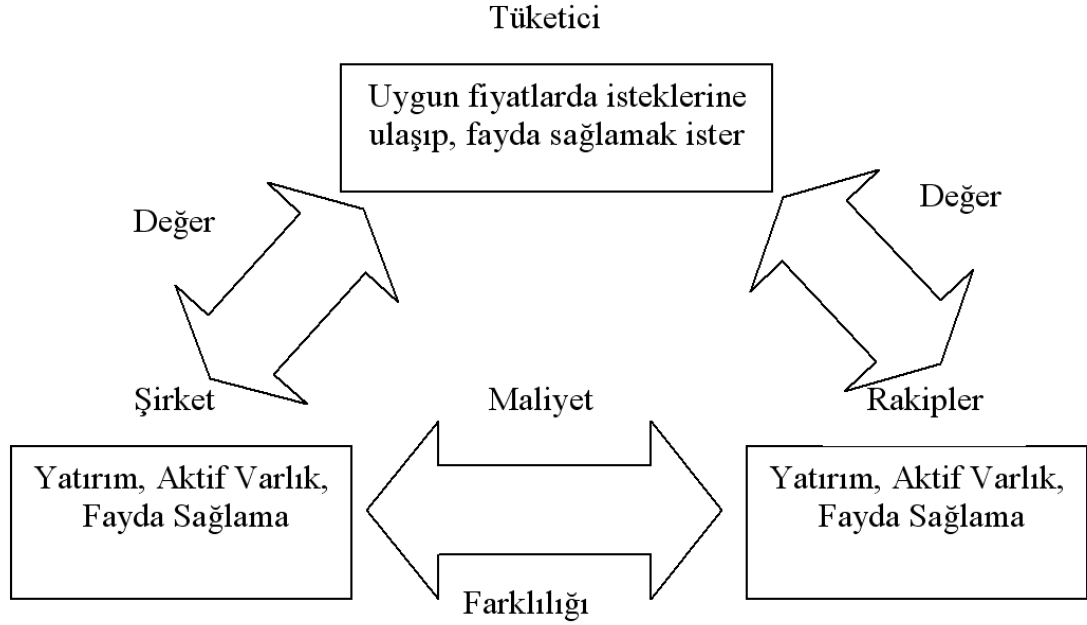 Tüketici
Uygun fiyatlarda isteklerine
ulaşıp, fayda sağlamak ister
Değer
Değer
Şirket
Maliyet
Rakipler
Yatırım, Aktif Varlık,
Fayda Sağlama
Yatırım, Aktif Varlık,
Fayda Sağlama
Farklılığı